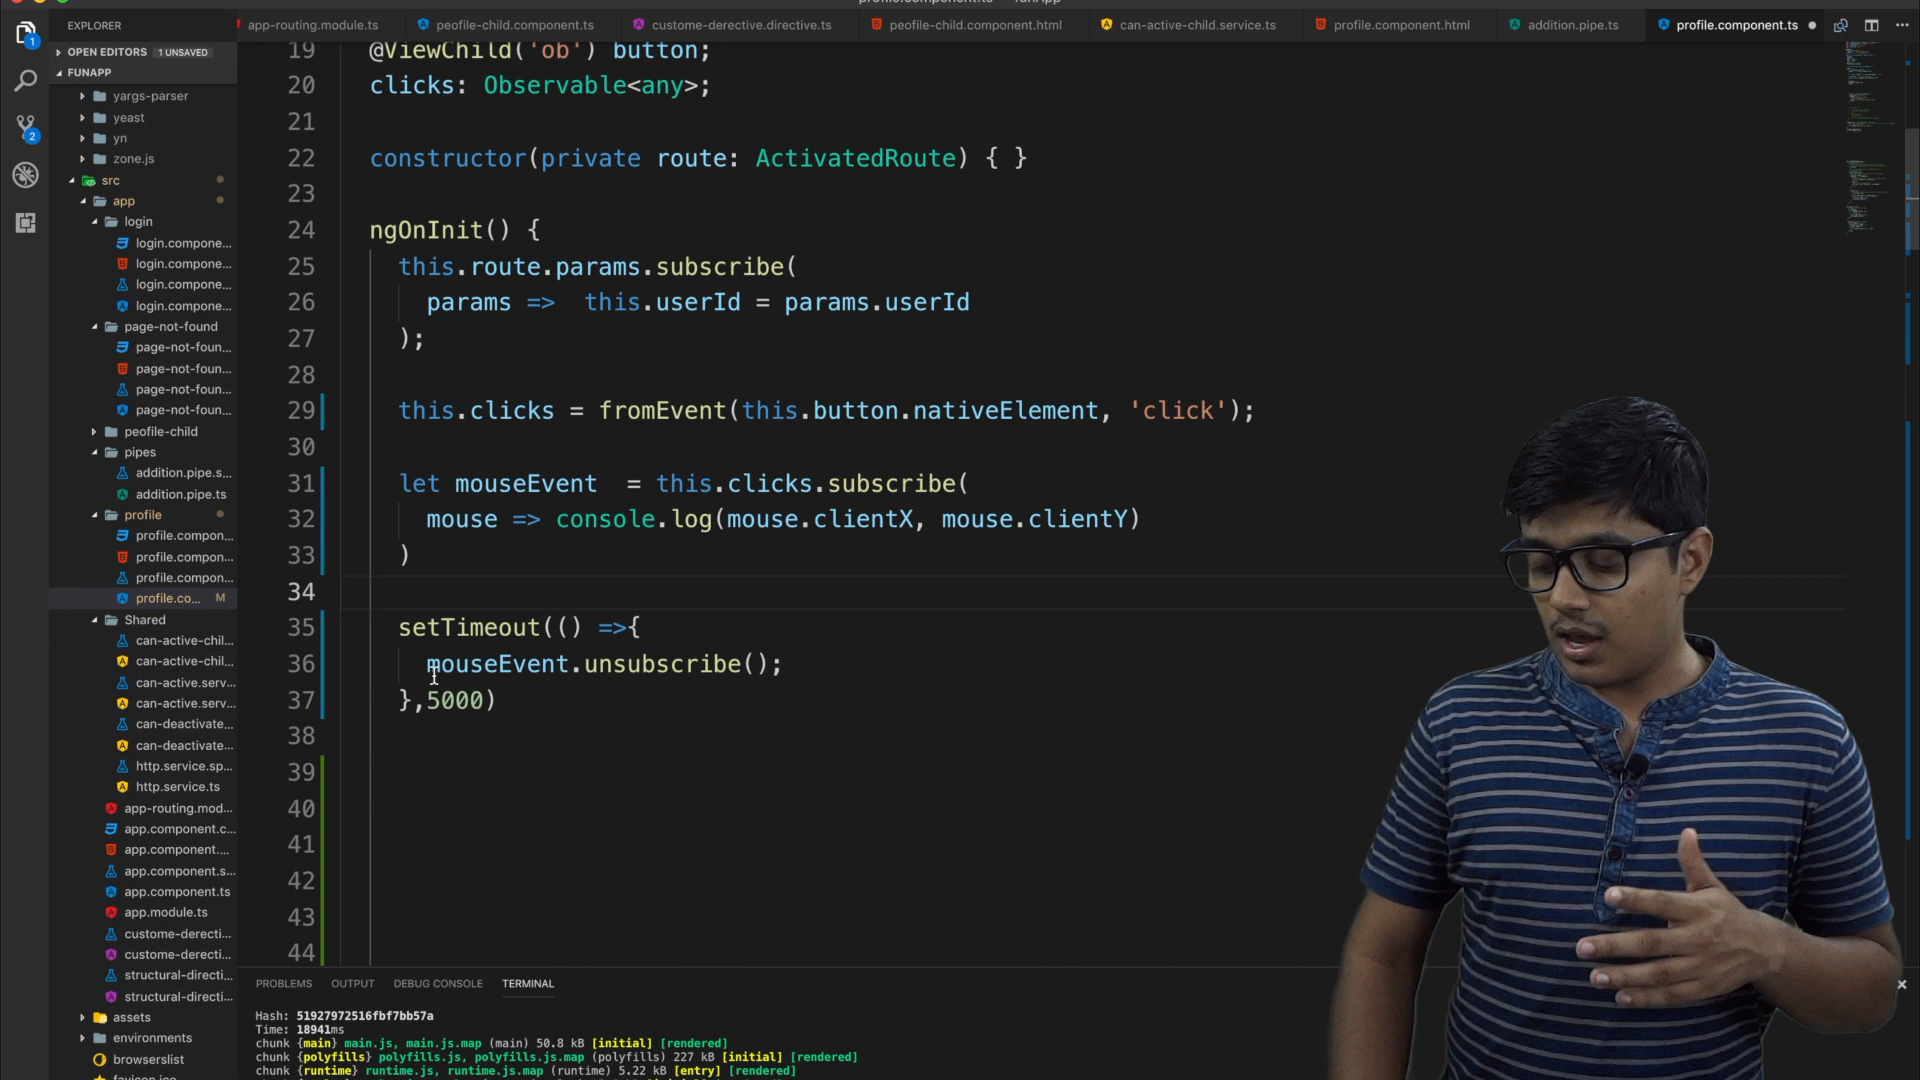 EXPLORER
OPEN EDITORS 1 UNSAVED
FUNAPP
yargs-parser
yeast
yn
zone.js
src
app
login
login.compone...
login.compone...
login.compone...
login.compone...
page-not-found
page-not-foun...
page-not-foun...
page-not-foun...
page-not-foun...
peofile-child
pipes
addition.pipe.s...
addition.pipe.ts
profile
profile.compon...
profile.compon...
profile.compon...
profile.co... M
Shared
can-active-chil...
can-active-chil...
can-active.serv...
can-active.serv...
can-deactivate...
can-deactivate...
http.service.sp...
http.service.ts
app-routing.mod...
app.component.c...
app.component....
app.component.s...
app.component.ts
app.module.ts
custome-derecti...
custome-derecti...
structural-directi...
structural-directi...
assets
environments
browserslist
1
2
app-routing.module.ts peofile-child.component.ts custome-derective.directive.ts peofile-child.component.html can-active-child.service.ts profile.component.html addition.pipe.ts profile.component.ts
19 @ViewChild('ob') button;
20 clicks: Observable<any>;
21
22 constructor(private route: ActivatedRoute) { }
23
24 ngOnInit() {
25 this.route.params.subscribe(
26 params => this.userId = params.userId
27 );
28
29 this.clicks = fromEvent(this.button.nativeElement, 'click');
30
31 let mouseEvent = this.clicks.subscribe(
32 mouse => console.log(mouse.clientX, mouse.clientY)
33 )
34
35 setTimeout(() =>{
36 mouseEvent.unsubscribe();
37 },5000)
38
39
40
41
42
43
44
PROBLEMS OUTPUT DEBUG CONSOLE TERMINAL
Hash: 51927972516fbf7bb57a
Time: 18941ms
chunk {main} main.js, main.js.map (main) 50.8 kB [initial] [rendered]
chunk {polyfills} polyfills.js, polyfills.js.map (polyfills) 227 kB [initial] [rendered]
chunk {runtime} runtime.js, runtime.js.map (runtime) 5.22 kB [entry] [rendered]